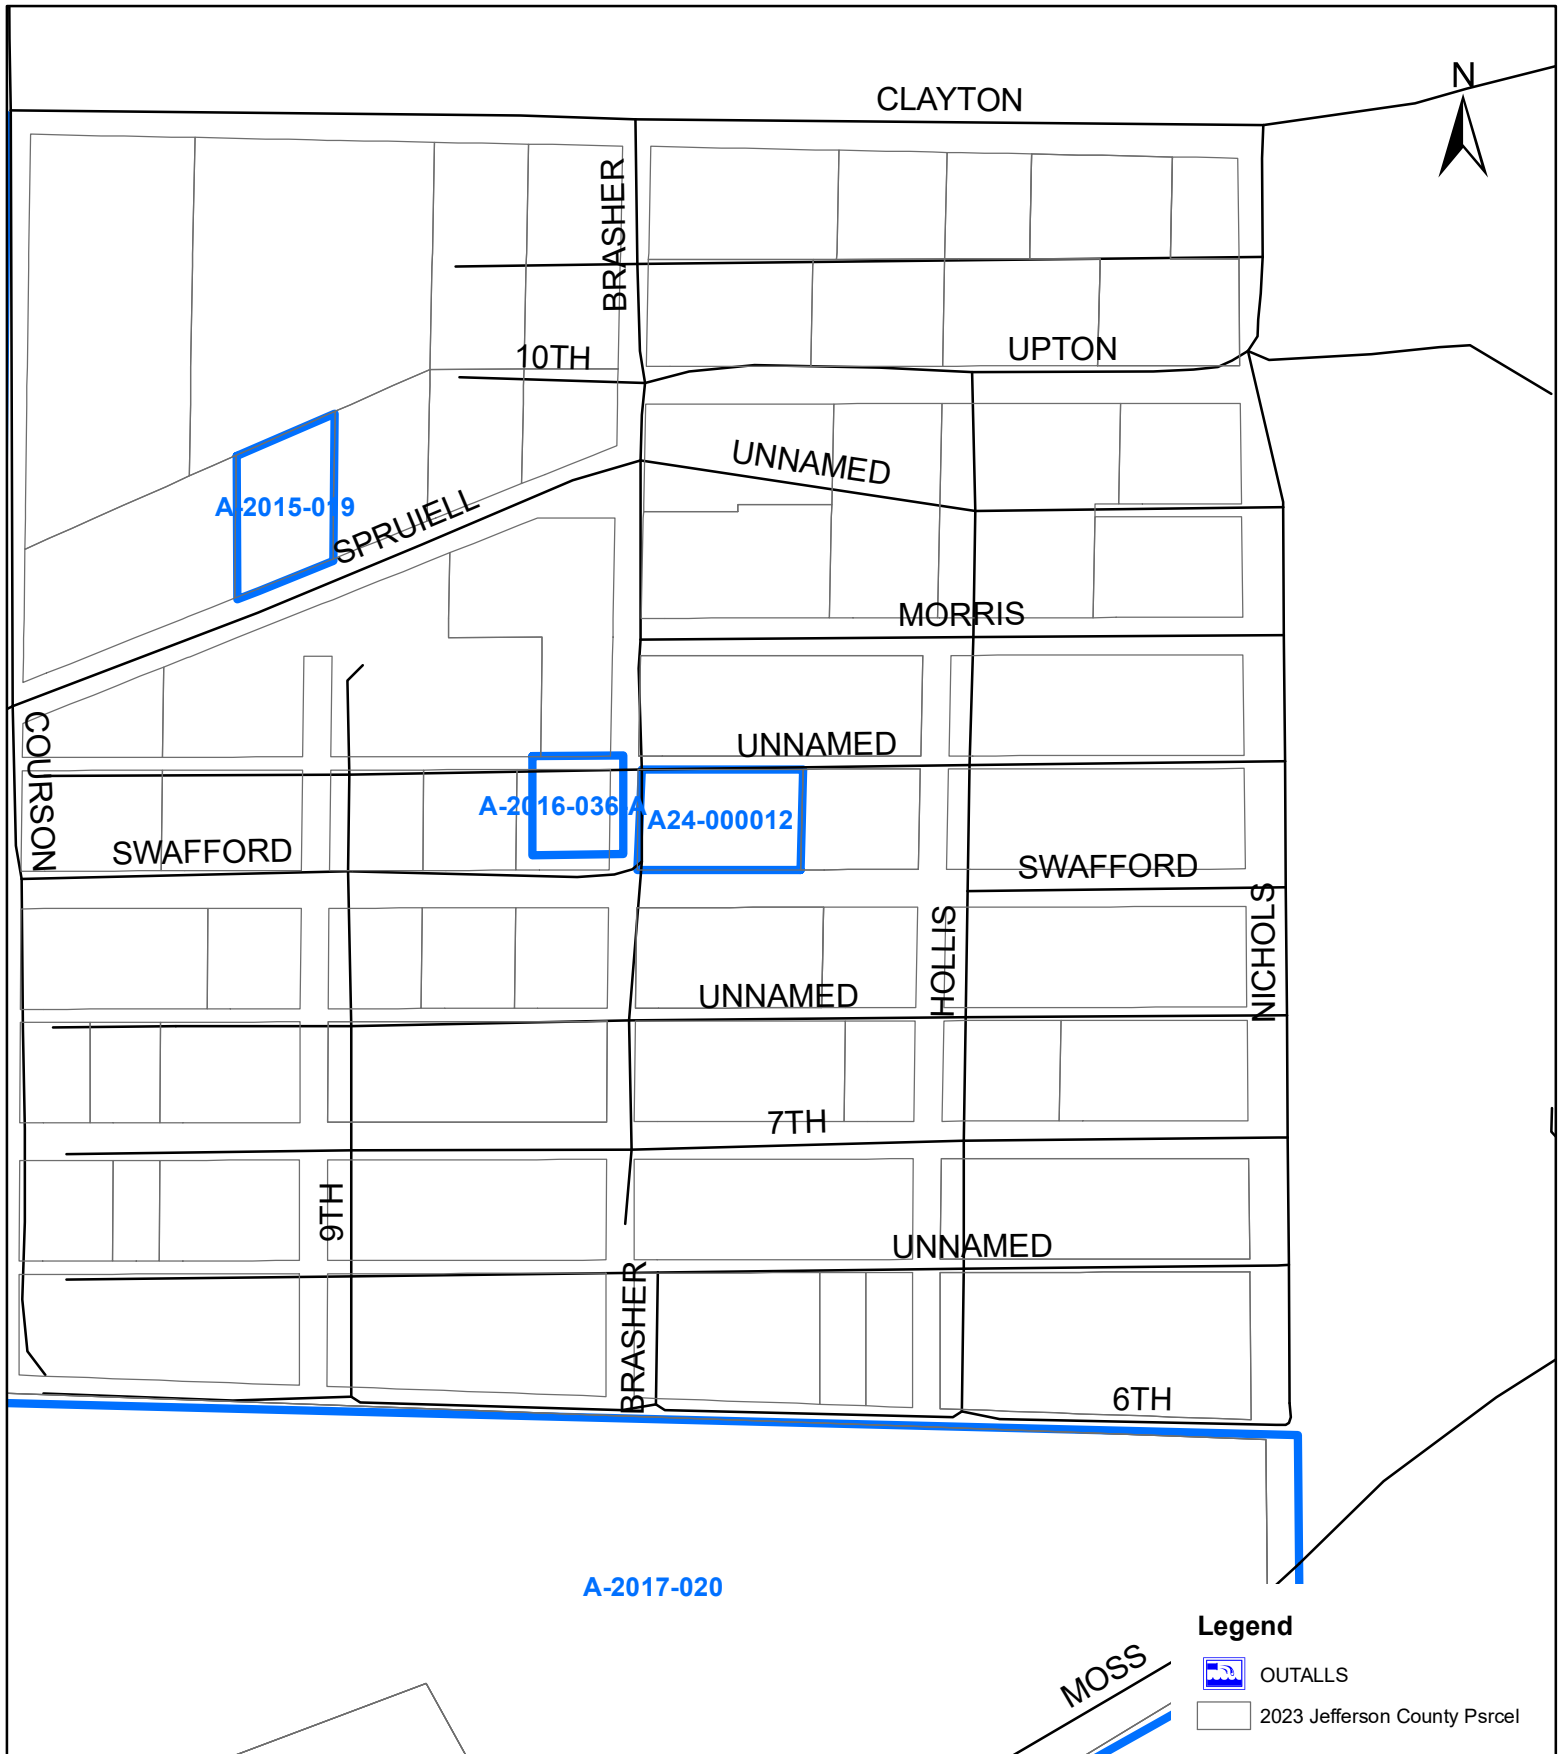 CLAYTON
N
BRASHER
10TH
UPTON
UNNAMED
A-2015-019
SPRUIELL
MORRIS
COURSON
UNNAMED
A-2016-036-A
A24-000012
SWAFFORD
SWAFFORD
HOLLIS
NICHOLS
UNNAMED
7TH
9TH
UNNAMED
BRASHER
6TH
A-2017-020
MOSS
Legend
OUTALLS
2023 Jefferson County Psrcel